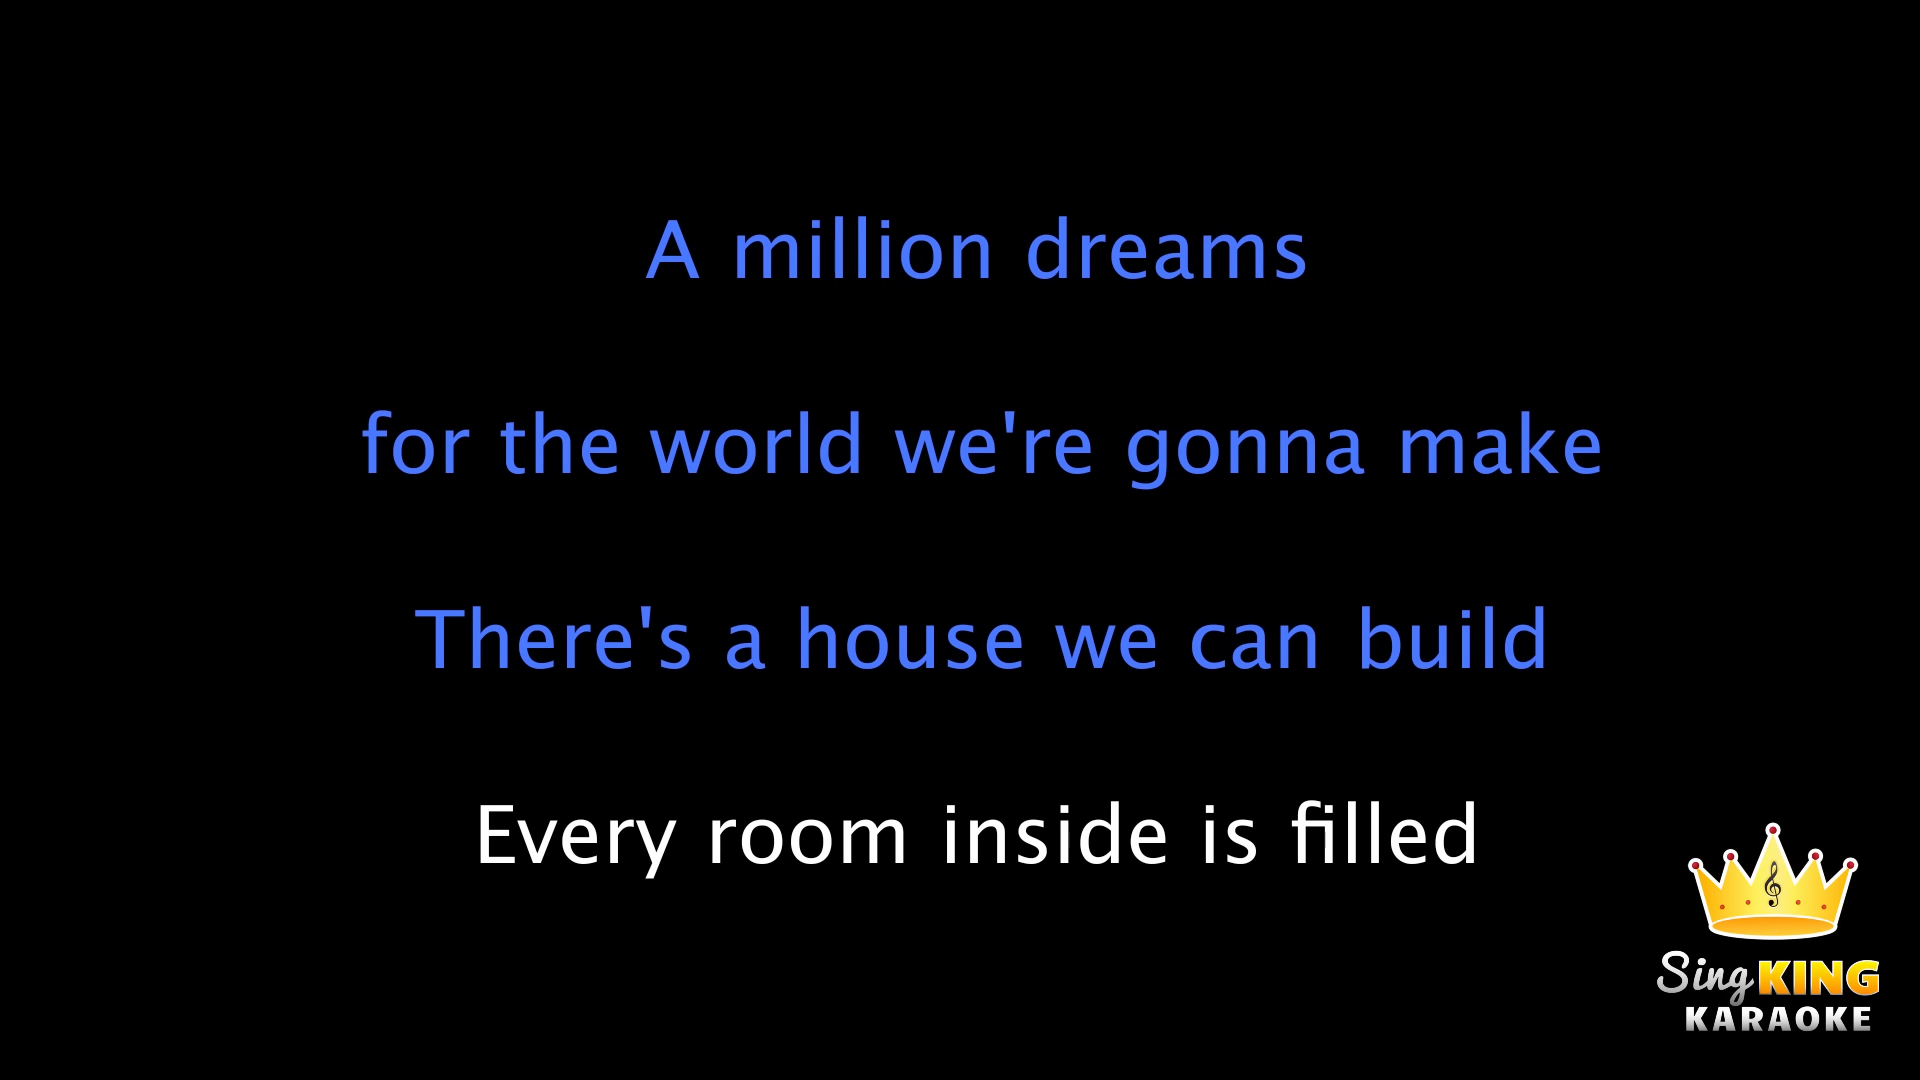 A million dreams
for the world we're gonna make
There's a house we can build
Every room inside is filled
Sing KING
KARAOKE